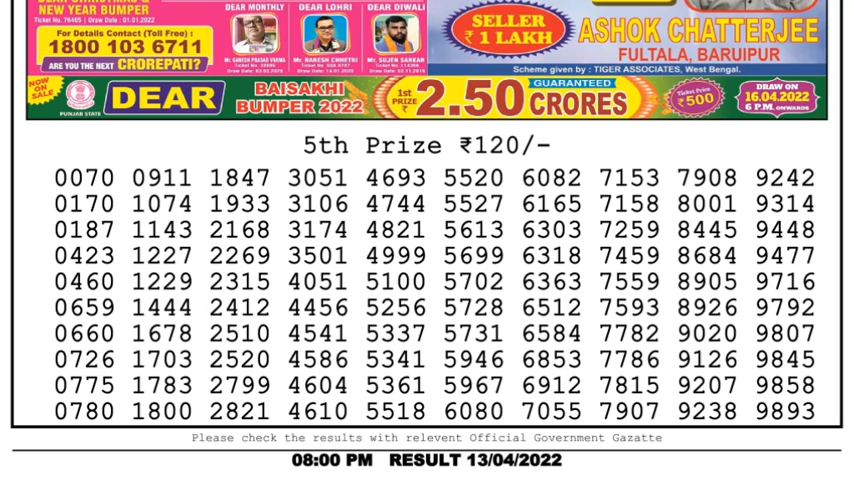 NEW YEAR BUMPER
Ticket No. 76405 | Draw Date : 01.01.2022
For Details Contact (Toll Free) :
1800 103 6711
ARE YOU THE NEXT CROREPATI?
DEAR MONTHLY
DEAR LOHRI
DEAR DIWALI
Mr. GANESH PRASAD VARMA
Mr. NARESH CHHETRI
Mr. SUJEN SARKAR
SELLER
₹ 1 LAKH
ASHOK CHATTERJEE
FULTALA, BARUIPUR
Scheme given by : TIGER ASSOCIATES, West Bengal.
NOW ON SALE
PUNJAB STATE
DEAR
BAISAKHI
BUMPER 2022
1st PRIZE ₹
2.50 GUARANTEED CRORES
Ticket Price
₹500
DRAW ON
16.04.2022
6 P.M. ONWARDS
5th Prize ₹120/-
0070 0911 1847 3051 4693 5520 6082 7153 7908 9242
0170 1074 1933 3106 4744 5527 6165 7158 8001 9314
0187 1143 2168 3174 4821 5613 6303 7259 8445 9448
0423 1227 2269 3501 4999 5699 6318 7459 8684 9477
0460 1229 2315 4051 5100 5702 6363 7559 8905 9716
0659 1444 2412 4456 5256 5728 6512 7593 8926 9792
0660 1678 2510 4541 5337 5731 6584 7782 9020 9807
0726 1703 2520 4586 5341 5946 6853 7786 9126 9845
0775 1783 2799 4604 5361 5967 6912 7815 9207 9858
0780 1800 2821 4610 5518 6080 7055 7907 9238 9893
Please check the results with relevent Official Government Gazatte
08:00 PM RESULT 13/04/2022